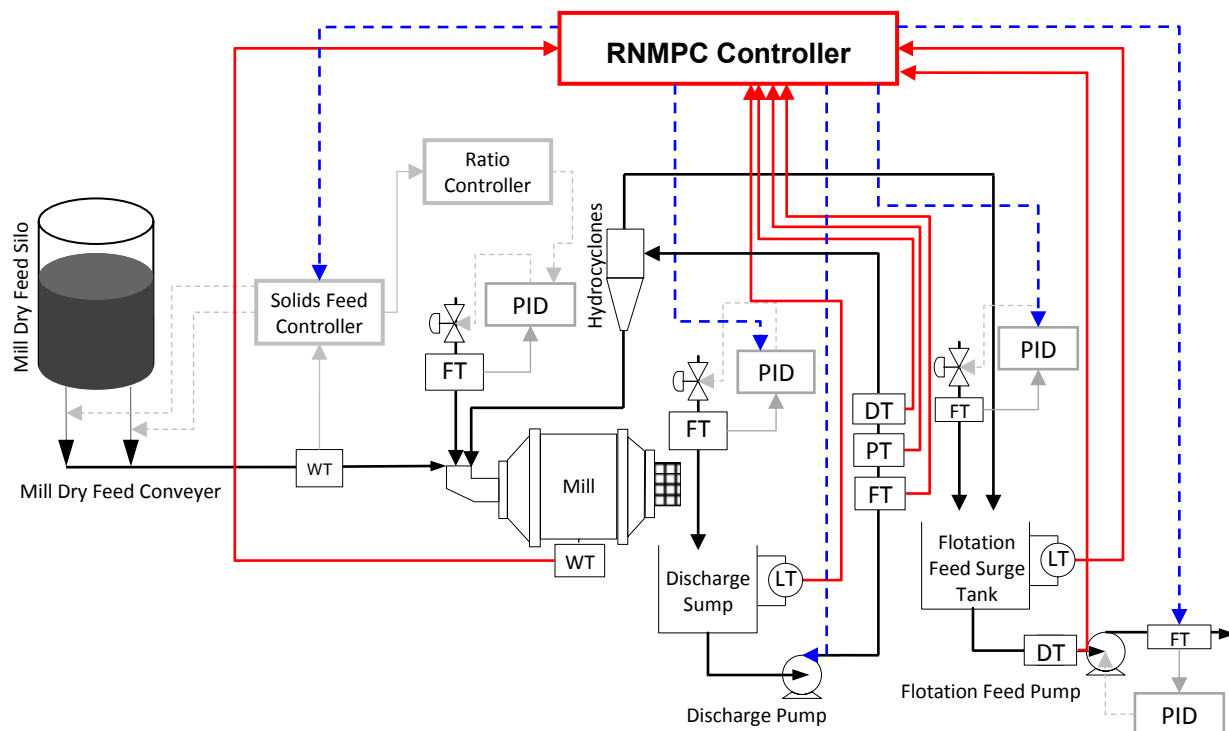 RNMPC Controller
Ratio
Controller
Mill Dry Feed Silo
Solids Feed
Controller
PID
Hydrocyclones
FT
PID
FT
PID
FT
DT
PT
FT
WT
Mill Dry Feed Conveyer
Mill
WT
Discharge
Sump
LT
Flotation
Feed Surge
Tank
LT
DT
FT
Discharge Pump
Flotation Feed Pump
PID